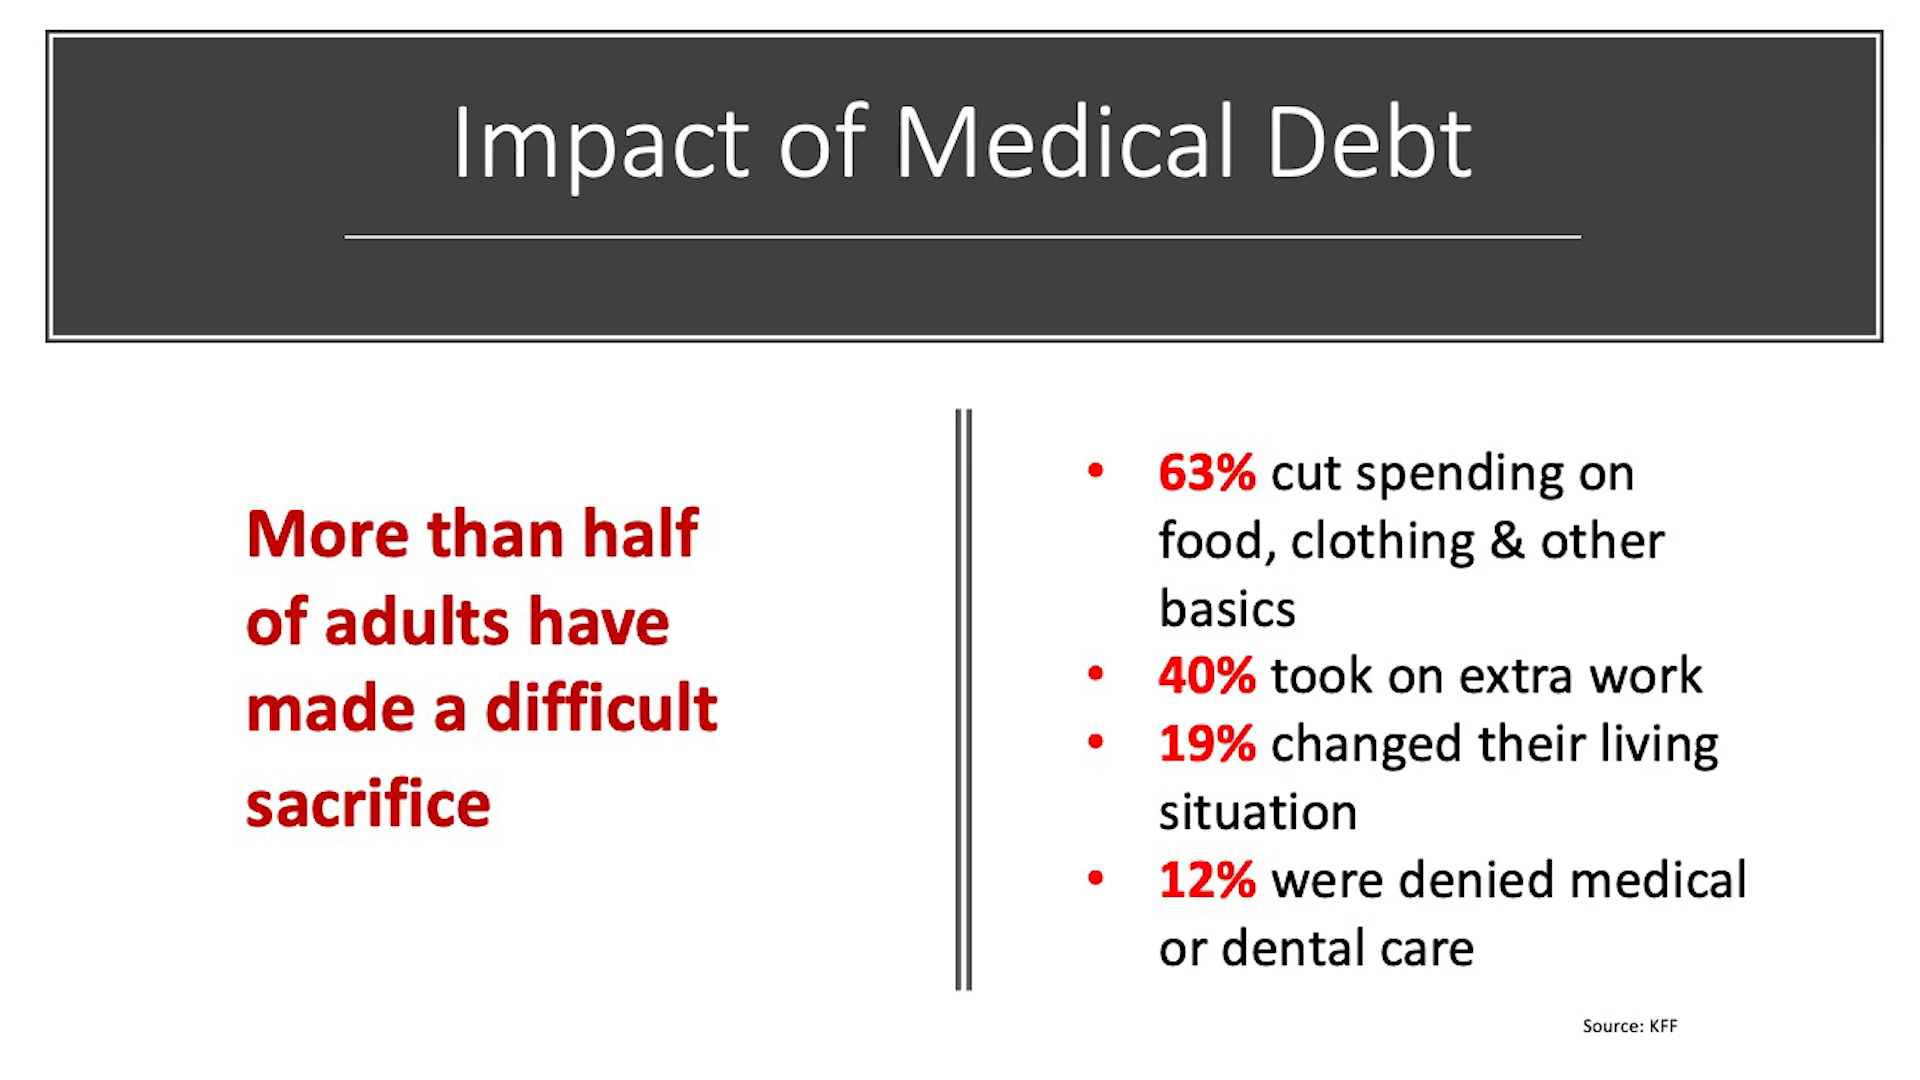 Impact of Medical Debt
More than half
of adults have
made a difficult
sacrifice
• 63% cut spending on
food, clothing & other
basics
• 40% took on extra work
• 19% changed their living
situation
• 12% were denied medical
or dental care
Source: KFF